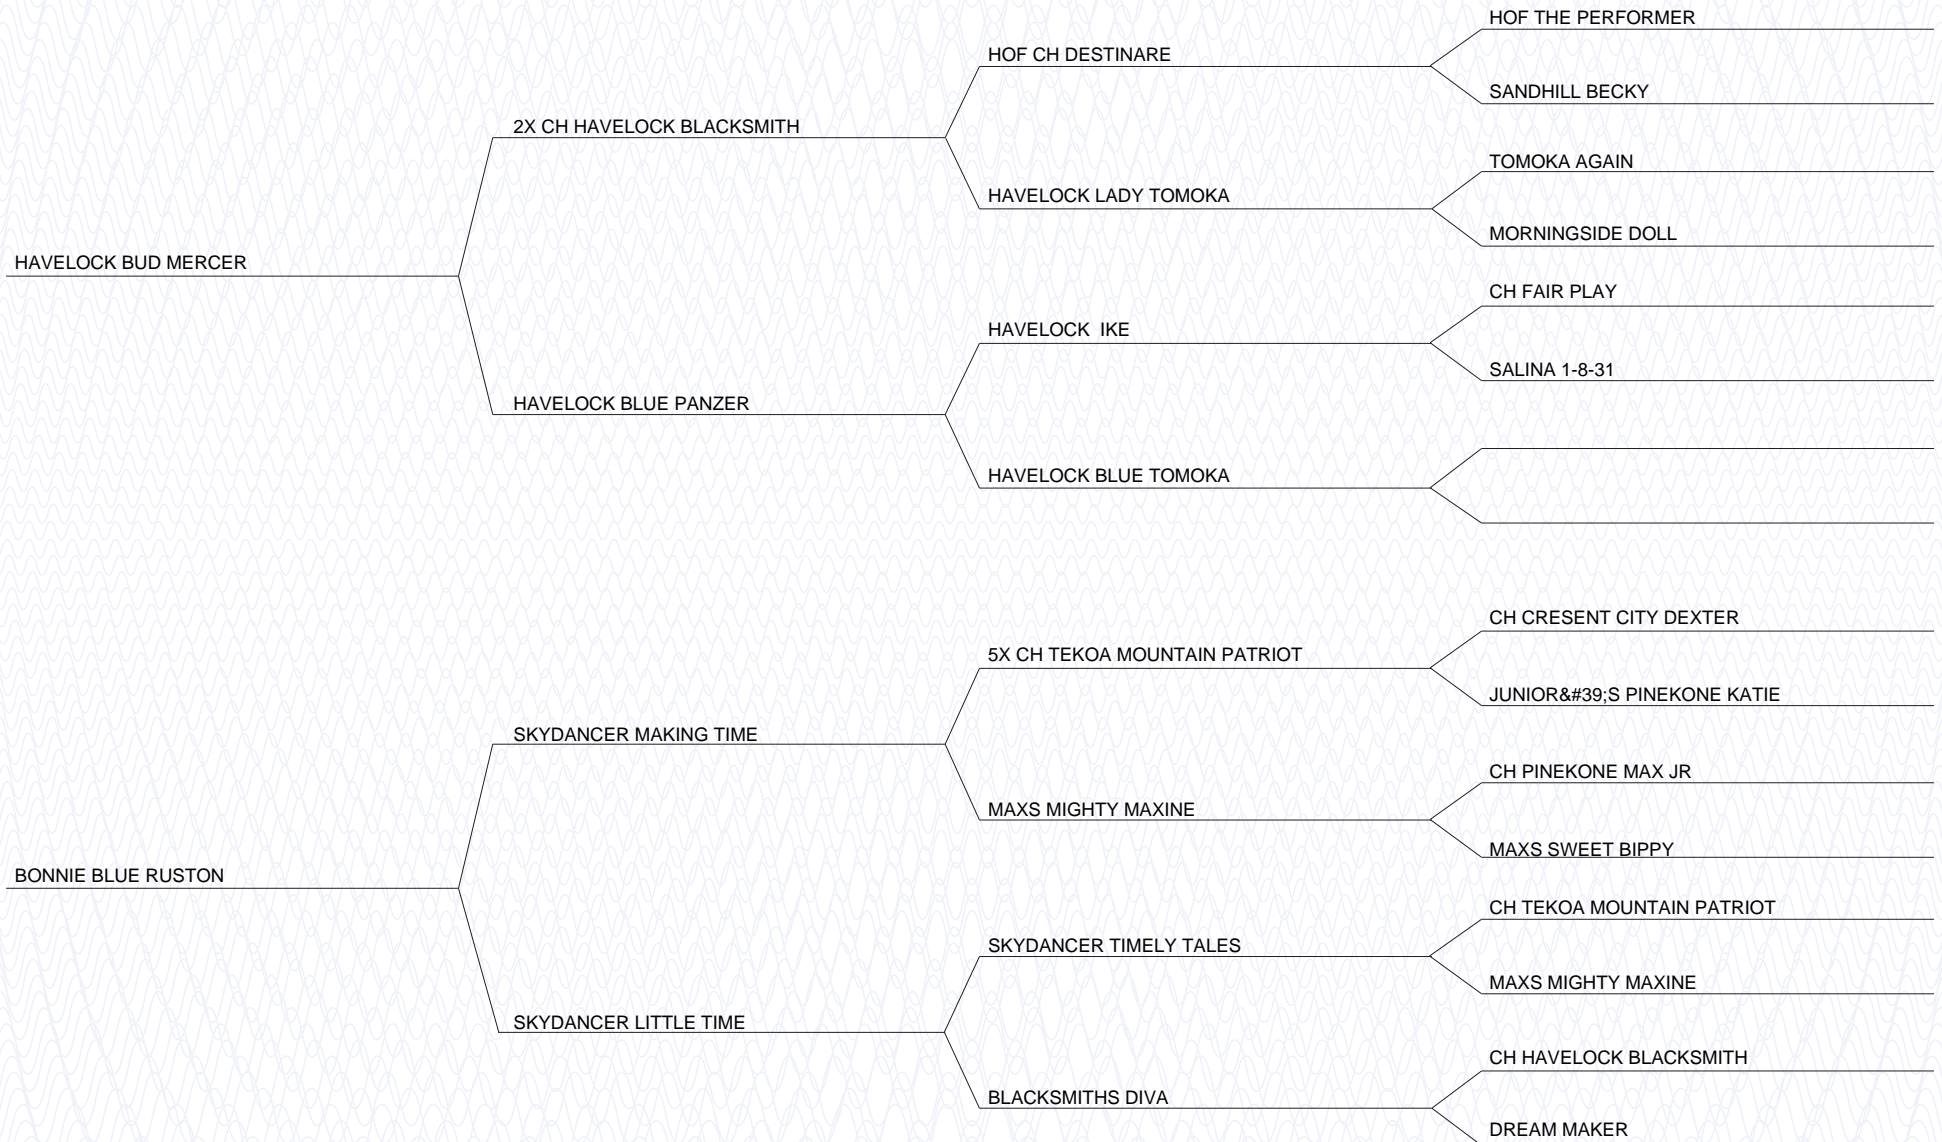 HOF THE PERFORMER
HOF CH DESTINARE
SANDHILL BECKY
2X CH HAVELOCK BLACKSMITH
TOMOKA AGAIN
HAVELOCK LADY TOMOKA
MORNINGSIDE DOLL
HAVELOCK BUD MERCER
CH FAIR PLAY
HAVELOCK  IKE
SALINA 1-8-31
HAVELOCK BLUE PANZER
HAVELOCK BLUE TOMOKA
CH CRESENT CITY DEXTER
5X CH TEKOA MOUNTAIN PATRIOT
JUNIOR&#39;S PINEKONE KATIE
SKYDANCER MAKING TIME
CH PINEKONE MAX JR
MAXS MIGHTY MAXINE
MAXS SWEET BIPPY
BONNIE BLUE RUSTON
CH TEKOA MOUNTAIN PATRIOT
SKYDANCER TIMELY TALES
MAXS MIGHTY MAXINE
SKYDANCER LITTLE TIME
CH HAVELOCK BLACKSMITH
BLACKSMITHS DIVA
DREAM MAKER